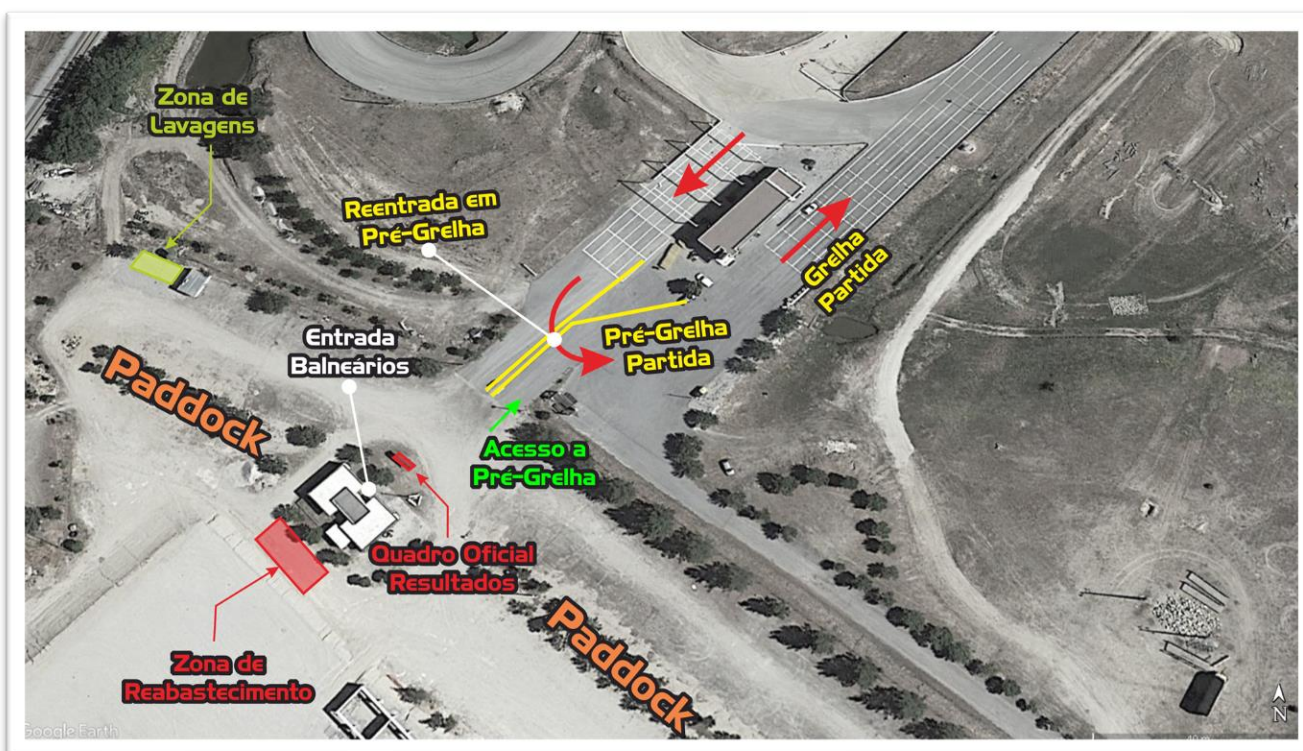 Zona de
Lavagens
Reentrada em
Pré-Grelha
Grelha
Partida
Entrada
Balneários
Pré-Grelha
Partida
Paddock
Acesso a
Pré-Grelha
Quadro Oficial
Resultados
Paddock
Zona de
Reabastecimento
N
Google Earth
40 m